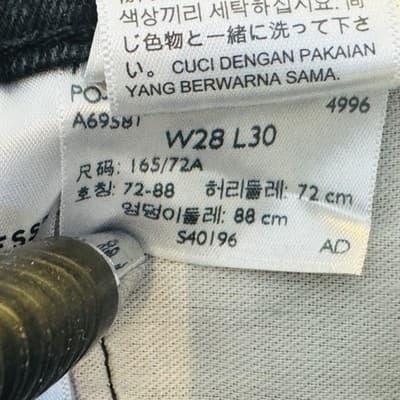 색상끼리 세탁하십시요. 同
じ色物と一緒に洗って下さ
い。 CUCI DENGAN PAKAIAN
YANG BERWARNA SAMA.
4996
W28 L30
尺码: 165/72A
호칭: 72-88 허리둘레: 72 cm
엉덩이둘레: 88 cm
S40196 AD